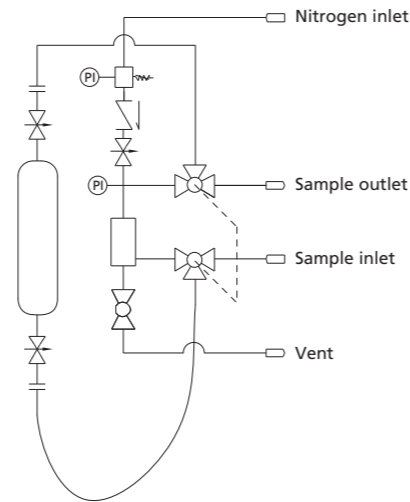 Nitrogen inlet
PI
PI
Sample outlet
Sample inlet
Vent